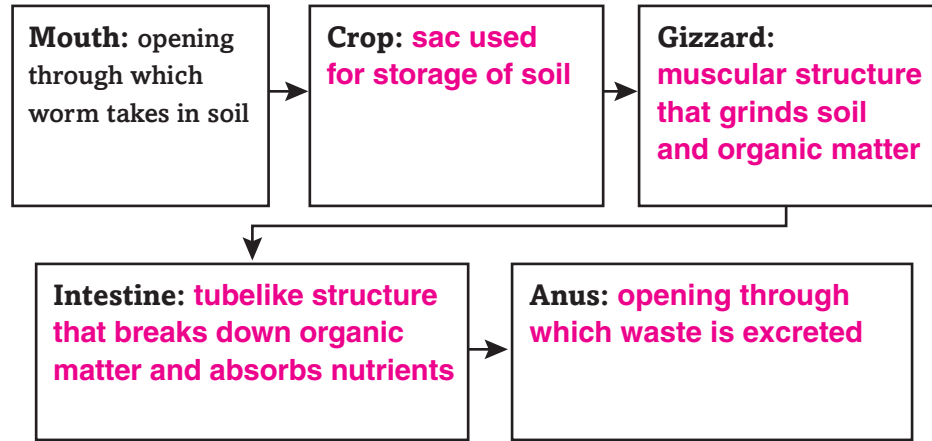 Mouth: opening
through which
worm takes in soil
Crop: sac used
for storage of soil
Gizzard:
muscular structure
that grinds soil
and organic matter
Intestine: tubelike structure
that breaks down organic
matter and absorbs nutrients
Anus: opening through
which waste is excreted